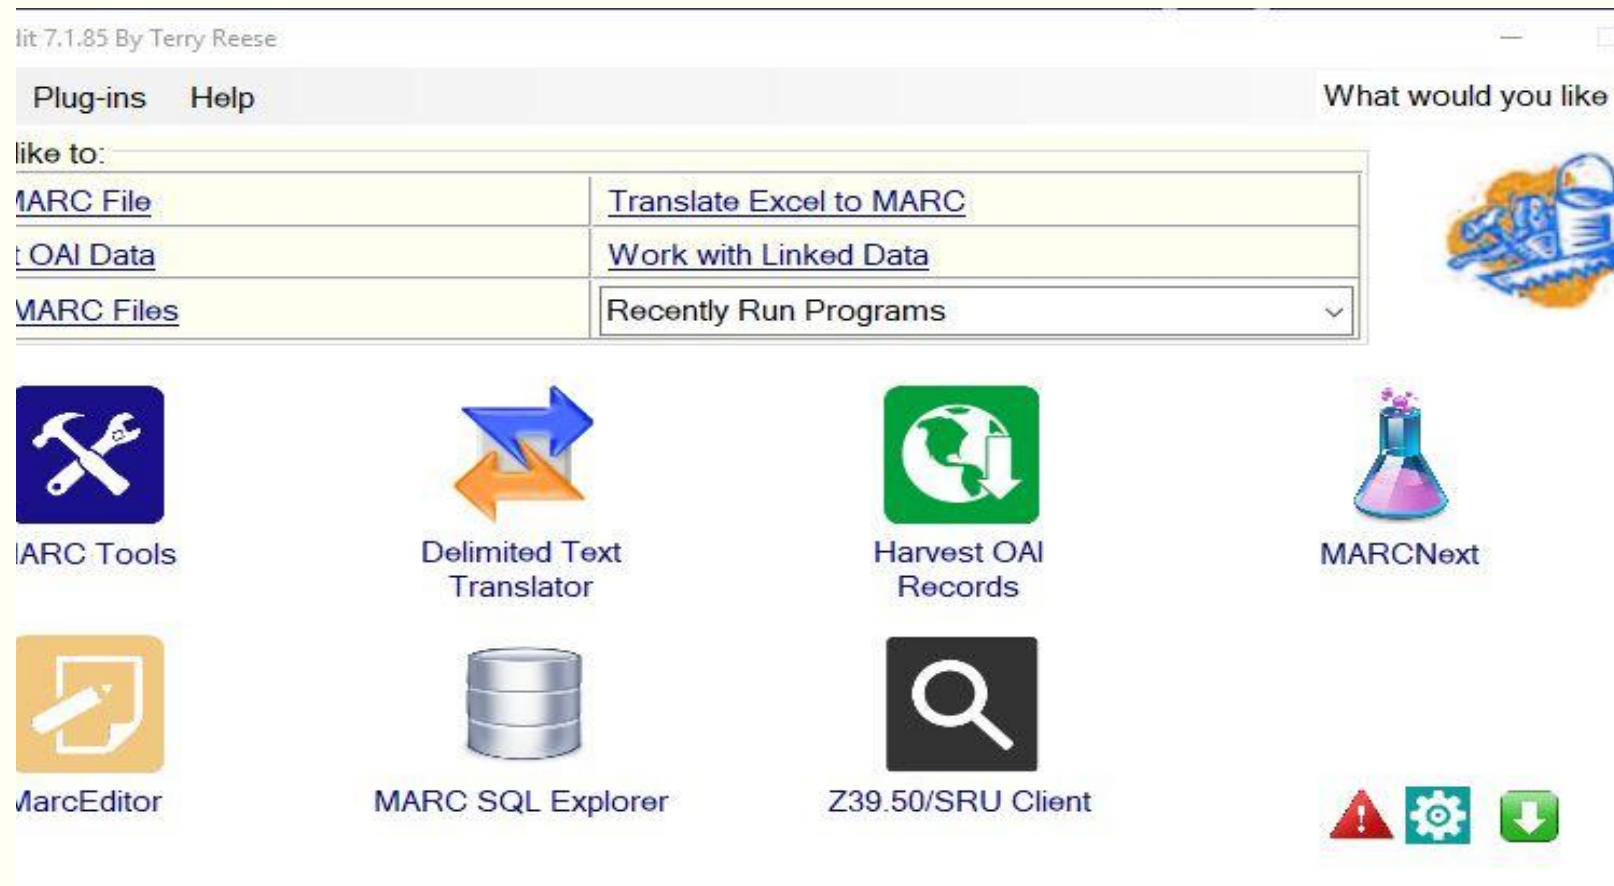 dit 7.1.85 By Terry Reese
Plug-ins Help What would you like
like to:
MARC File Translate Excel to MARC
t OAI Data Work with Linked Data
MARC Files Recently Run Programs
MARC Tools Delimited Text Translator Harvest OAI Records MARCNext
MarcEditor MARC SQL Explorer Z39.50/SRU Client